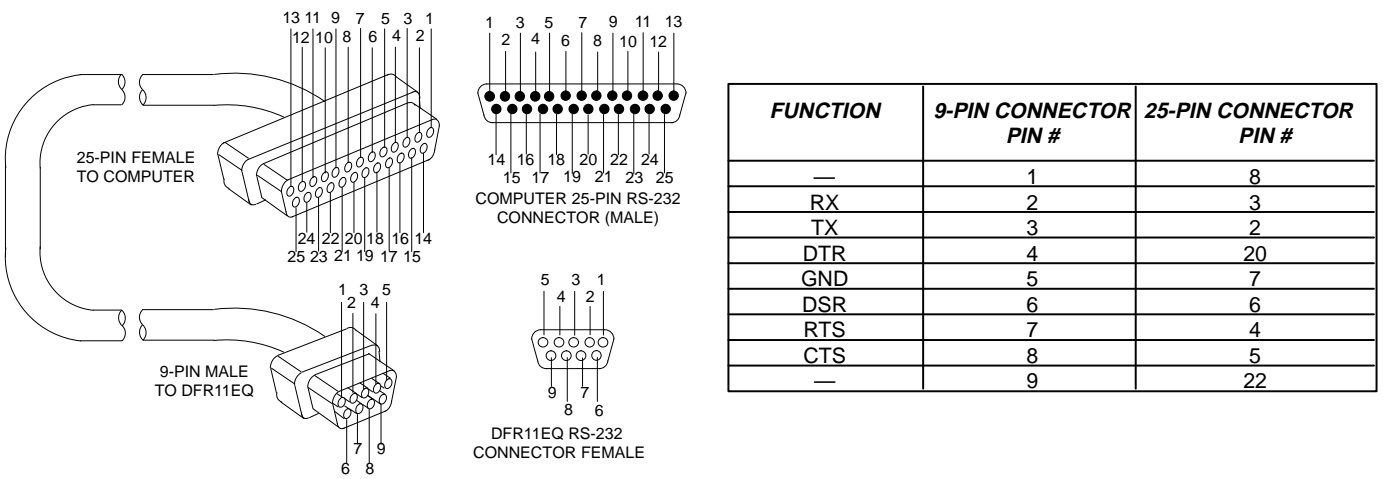 13 11 9 7 5 3 1
12 10 8 6 4 2
25-PIN FEMALE
TO COMPUTER
24 22 20 18 16 14
25 23 21 19 17 15
1 3 5
2 4
9-PIN MALE
TO DFR11EQ
7 9
6 8
1 3 5 7 9 11 13
2 4 6 8 10 12
14 16 18 20 22 24
15 17 19 21 23 25
COMPUTER 25-PIN RS-232
CONNECTOR (MALE)
5 3 1
4 2
9 7
8 6
DFR11EQ RS-232
CONNECTOR FEMALE
FUNCTION 9-PIN CONNECTOR 25-PIN CONNECTOR
PIN # PIN #
— 1 8
RX 2 3
TX 3 2
DTR 4 20
GND 5 7
DSR 6 6
RTS 7 4
CTS 8 5
— 9 22